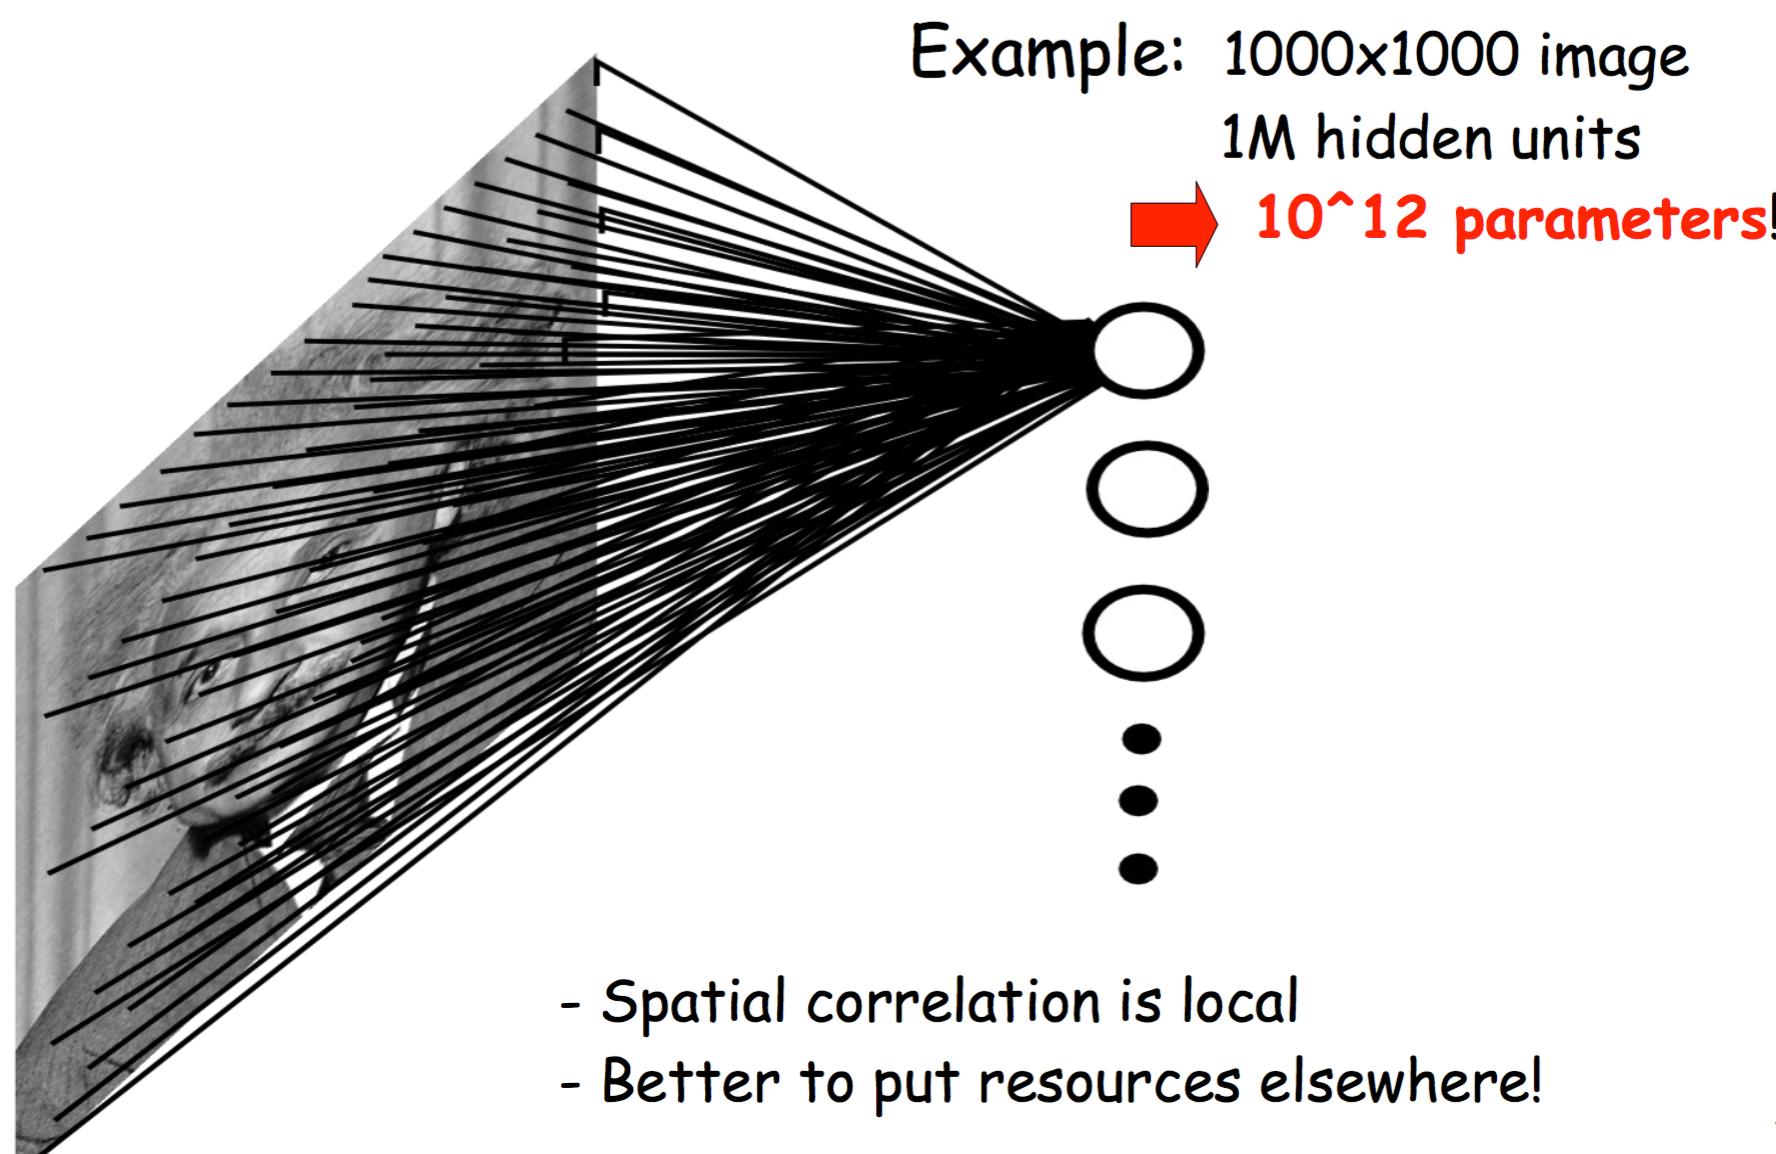 Example: 1000x1000 image
1M hidden units
10^12 parameters!
- Spatial correlation is local
- Better to put resources elsewhere!